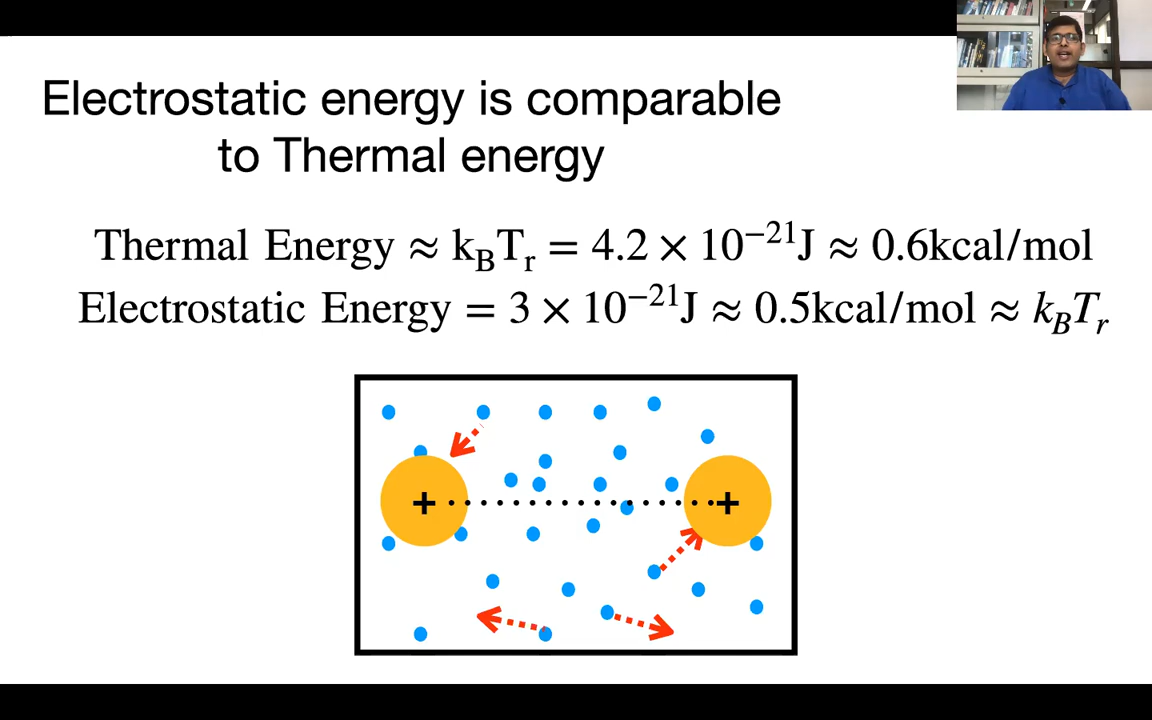 Electrostatic energy is comparable
to Thermal energy
Thermal Energy ≈ k_BT_r = 4.2 × 10⁻²¹J ≈ 0.6kcal/mol
Electrostatic Energy = 3 × 10⁻²¹J ≈ 0.5kcal/mol ≈ k_BT_r
+ +